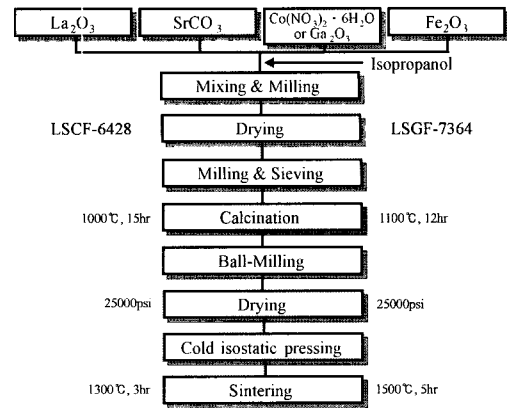 La₂O₃
SrCO₃
Co(NO₃)₂・6H₂O
or Ga₂O₃
Fe₂O₃
Isopropanol
Mixing & Milling
LSCF-6428
Drying
LSGF-7364
Milling & Sieving
1000℃, 15hr
Calcination
1100℃, 12hr
Ball-Milling
25000psi
Drying
25000psi
Cold isostatic pressing
1300℃, 3hr
Sintering
1500℃, 5hr